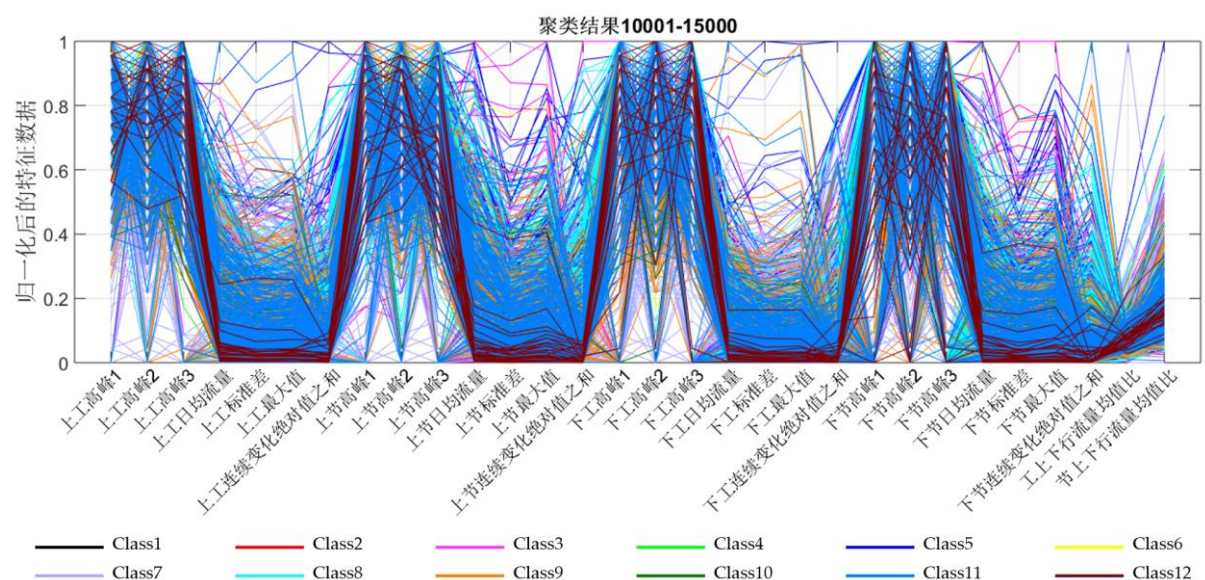 聚类结果10001-15000
归一化后的特征数据
1
0.8
0.6
0.4
0.2
0
上工高峰1
上工高峰2
上工高峰3
上工日均流量
上工标准差
上工最大值
上工连续变化绝对值之和
上节高峰1
上节高峰2
上节高峰3
上节日均流量
上节标准差
上节最大值
上节连续变化绝对值之和
下工高峰1
下工高峰2
下工高峰3
下工日均流量
下工标准差
下工最大值
下工连续变化绝对值之和
下节高峰1
下节高峰2
下节高峰3
下节日均流量
下节标准差
下节最大值
下节连续变化绝对值之和
工上下行流量均值比
节上下行流量均值比
Class1 Class2 Class3 Class4 Class5 Class6
Class7 Class8 Class9 Class10 Class11 Class12